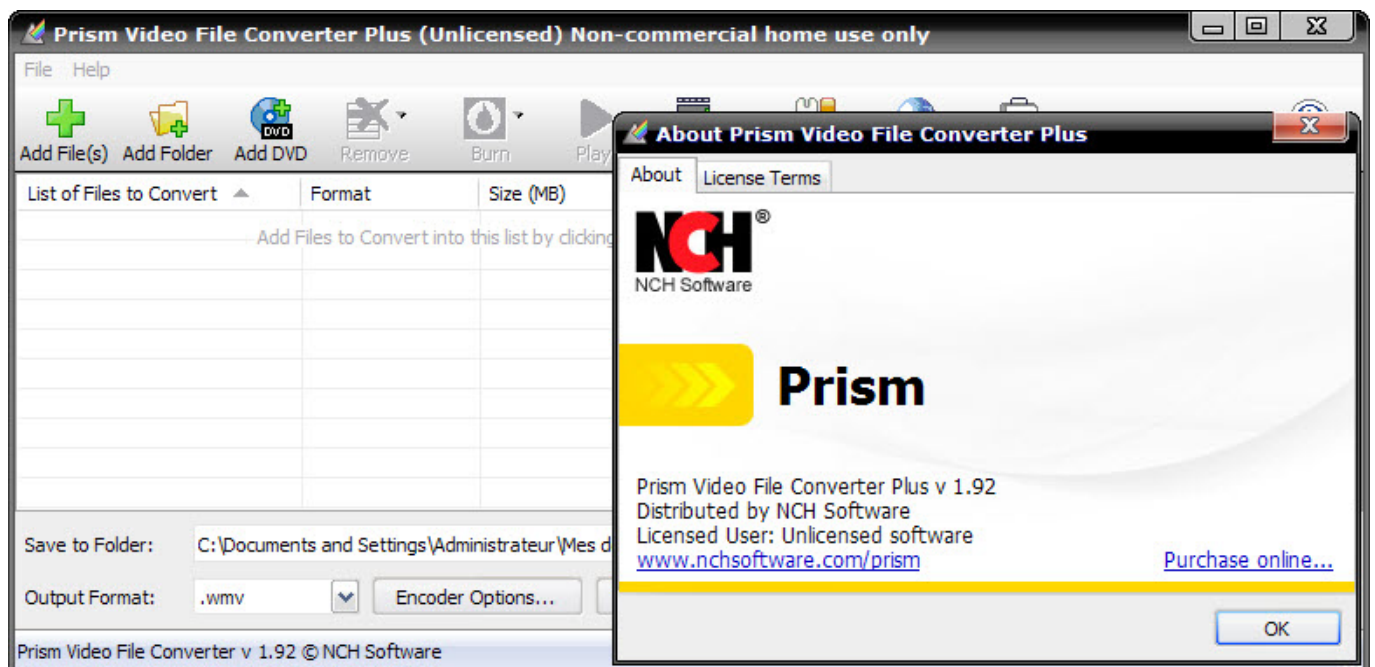 Prism Video File Converter Plus (Unlicensed) Non-commercial home use only
File Help
Add File(s) Add Folder Add DVD Remove Burn Play
DVD
List of Files to Convert Format Size (MB)
Add Files to Convert into this list by clicking
Save to Folder: C:\Documents and Settings\Administrateur\Mes d
Output Format: .wmv Encoder Options...
Prism Video File Converter v 1.92 © NCH Software
About Prism Video File Converter Plus
About License Terms
NCH®
NCH Software
Prism
Prism Video File Converter Plus v 1.92
Distributed by NCH Software
Licensed User: Unlicensed software
www.nchsoftware.com/prism Purchase online...
OK